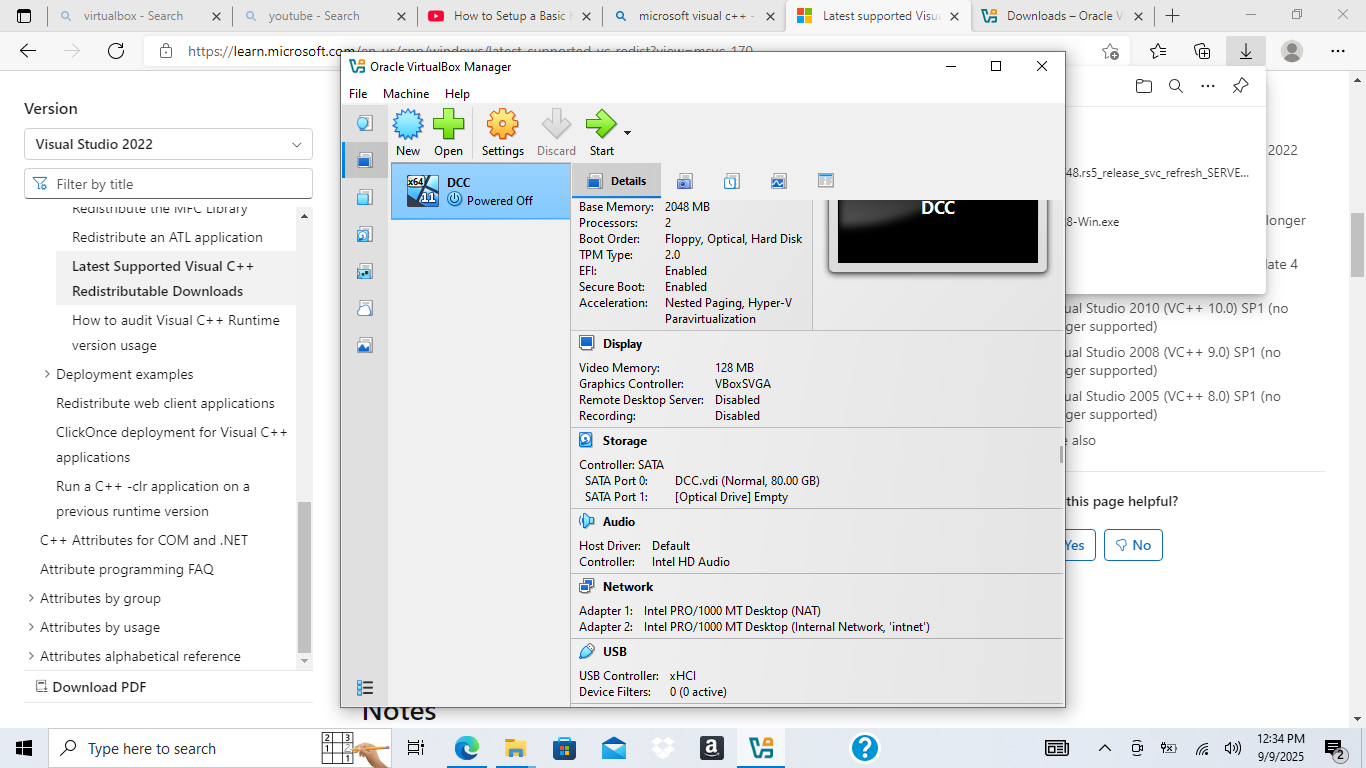 virtualbox - Search
youtube - Search
How to Setup a Basic
microsoft visual c++ -
Latest supported Visu
Downloads – Oracle V
https://learn.microsoft.com/en-us/cpp/windows/latest-supported-vc-redist?view=msvc-170
Version
Visual Studio 2022
Filter by title
Redistribute the MFC Library
Redistribute an ATL application
Latest Supported Visual C++
Redistributable Downloads
How to audit Visual C++ Runtime
version usage
Deployment examples
Redistribute web client applications
ClickOnce deployment for Visual C++
applications
Run a C++ -clr application on a
previous runtime version
C++ Attributes for COM and .NET
Attribute programming FAQ
Attributes by group
Attributes by usage
Attributes alphabetical reference
Download PDF
Oracle VirtualBox Manager
File Machine Help
New Open Settings Discard Start
x64
11
DCC
Powered Off
Details
DCC
Base Memory: 2048 MB
Processors: 2
Boot Order: Floppy, Optical, Hard Disk
TPM Type: 2.0
EFI: Enabled
Secure Boot: Enabled
Acceleration: Nested Paging, Hyper-V
Paravirtualization
Display
Video Memory: 128 MB
Graphics Controller: VBoxSVGA
Remote Desktop Server: Disabled
Recording: Disabled
Storage
Controller: SATA
SATA Port 0: DCC.vdi (Normal, 80.00 GB)
SATA Port 1: [Optical Drive] Empty
Audio
Host Driver: Default
Controller: Intel HD Audio
Network
Adapter 1: Intel PRO/1000 MT Desktop (NAT)
Adapter 2: Intel PRO/1000 MT Desktop (Internal Network, 'intnet')
USB
USB Controller: xHCI
Device Filters: 0 (0 active)
Notes
2022
48.rs5_release_svc_refresh_SERVE...
8-Win.exe
longer
ate 4
ual Studio 2010 (VC++ 10.0) SP1 (no
ger supported)
ual Studio 2008 (VC++ 9.0) SP1 (no
ger supported)
ual Studio 2005 (VC++ 8.0) SP1 (no
ger supported)
e also
this page helpful?
Yes
No
Type here to search
12:34 PM
9/9/2025
2